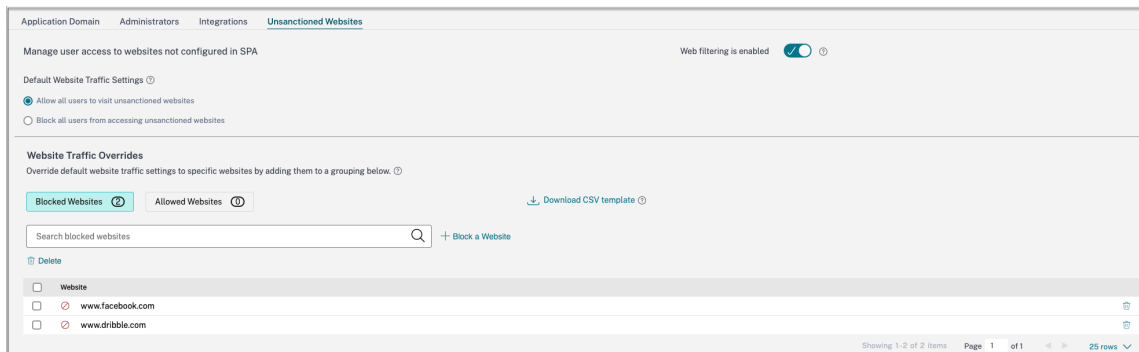 Application Domain Administrators Integrations Unsanctioned Websites
Manage user access to websites not configured in SPA Web filtering is enabled
Default Website Traffic Settings
Allow all users to visit unsanctioned websites
Block all users from accessing unsanctioned websites
Website Traffic Overrides
Override default website traffic settings to specific websites by adding them to a grouping below.
Blocked Websites 2 Allowed Websites 0 Download CSV template
Search blocked websites Block a Website
Delete
Website
www.facebook.com
www.dribble.com
Showing 1-2 of 2 items Page 1 of 1 25 rows